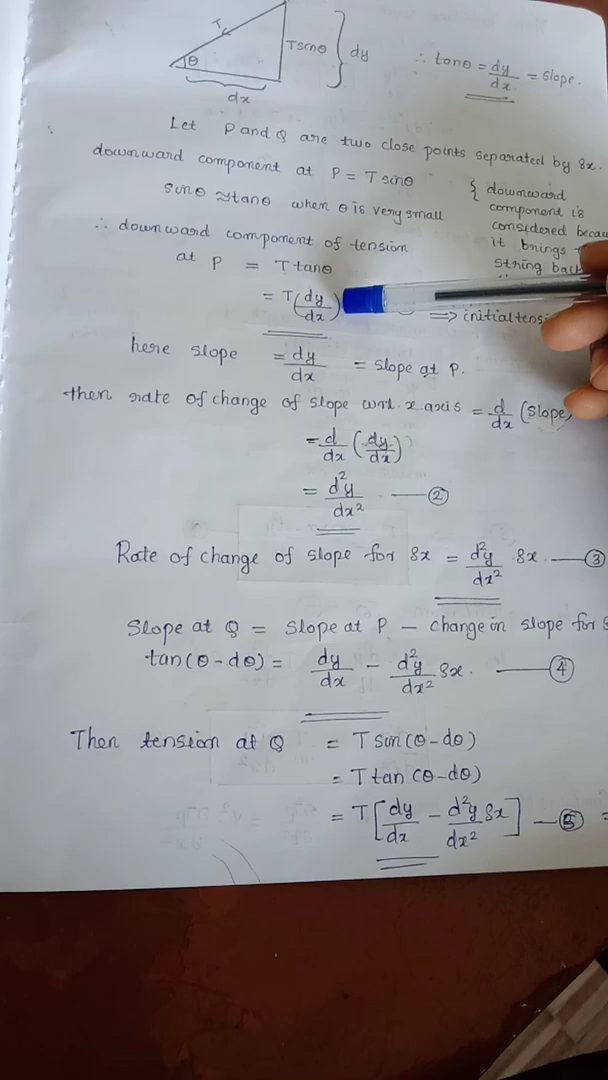 T
Tsinθ } dy
θ
dx
∴ tanθ = dy/dx = Slope.
Let P and Q are two close points separated by δx.
downward component at P = T sinθ
sinθ ≈ tanθ when θ is very small
{ downward
component is
considered
it brings
string back
∴ downward component of tension
at P = T tanθ
= T(dy/dx)
⇒ initial
here slope = dy/dx = slope at P.
then rate of change of slope w.r.t. x axis = d/dx (slope)
= d/dx (dy/dx)
= d²y/dx² —— ②
Rate of change of slope for δx = d²y/dx² . δx. —— ③
Slope at Q = Slope at P – change in slope for
tan(θ-dθ) = dy/dx – d²y/dx² δx. —— ④
Then tension at Q = T sin(θ-dθ)
= T tan(θ-dθ)
= T[dy/dx – d²y/dx² δx] —— ⑤ =